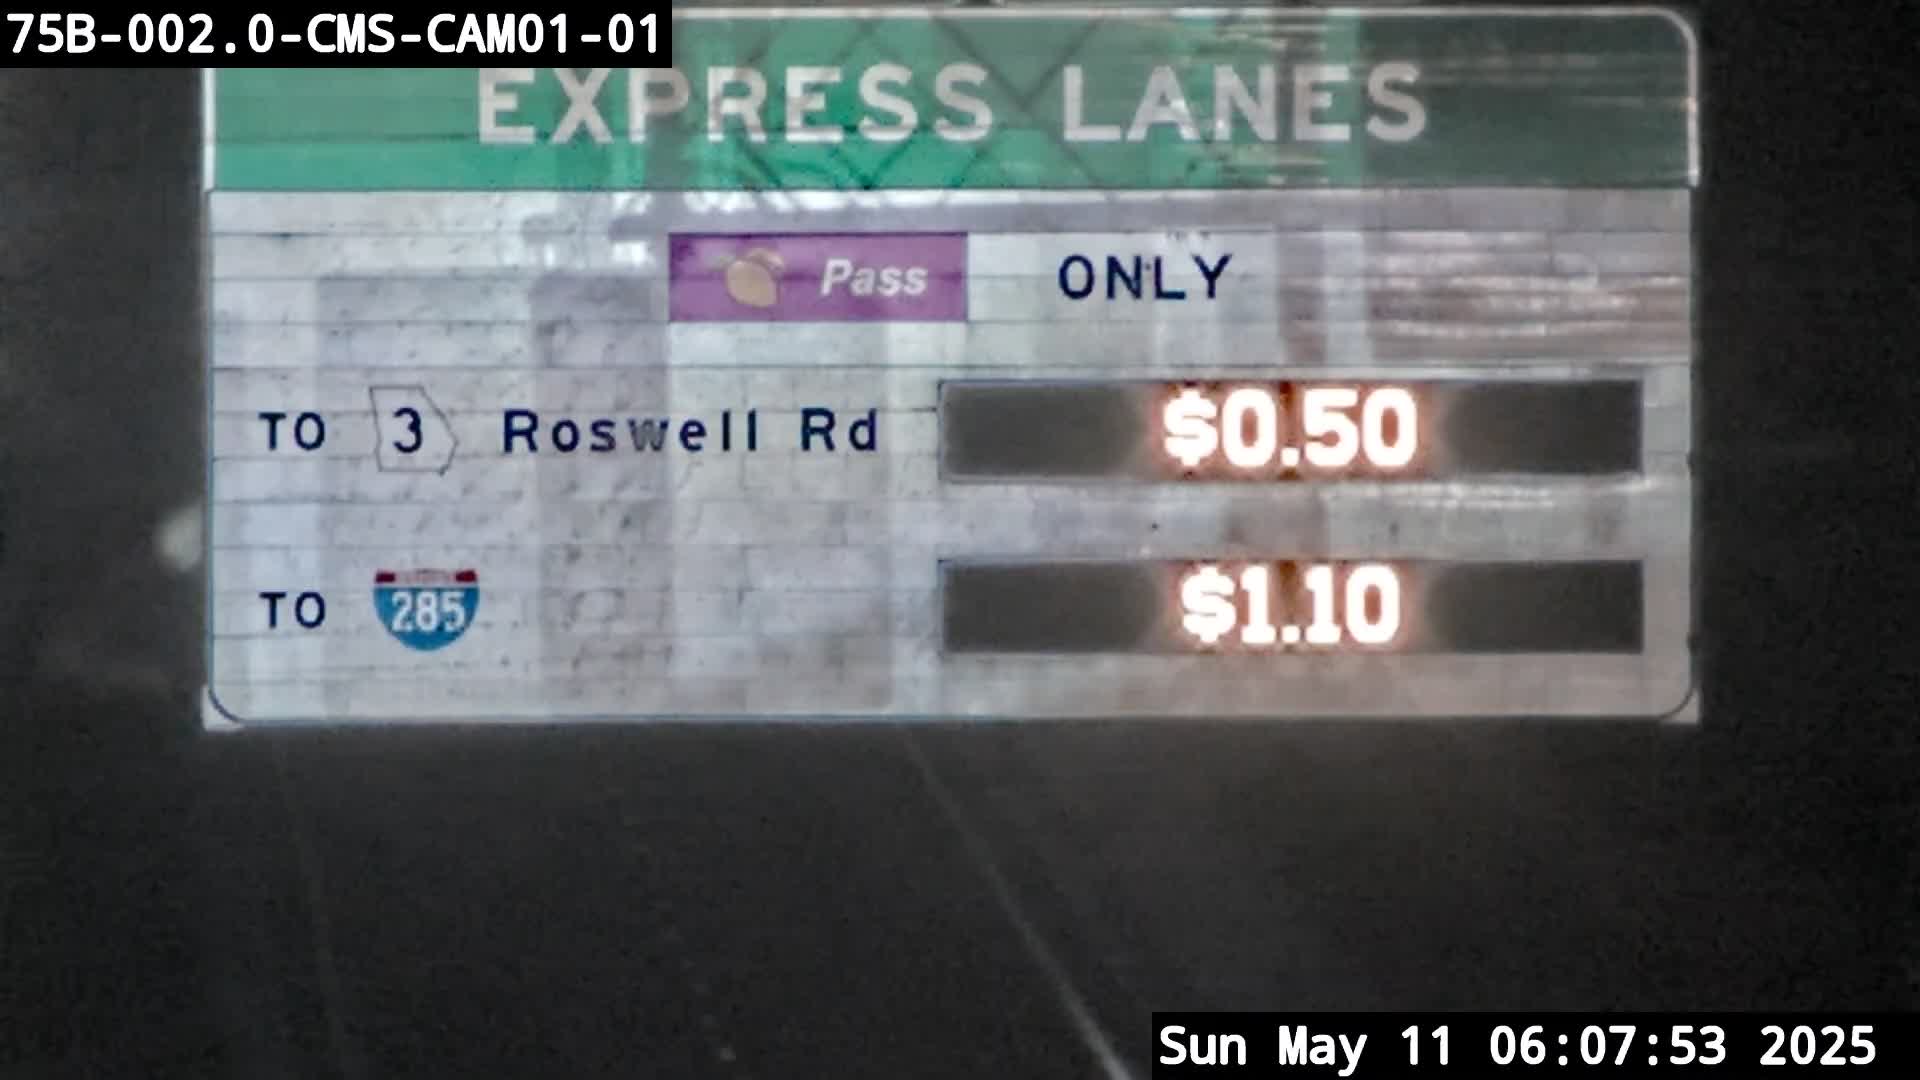 75B-002.0-CMS-CAM01-01
EXPRESS LANES
Pass ONLY
TO 3 Roswell Rd $0.50
TO 285 $1.10
Sun May 11 06:07:53 2025